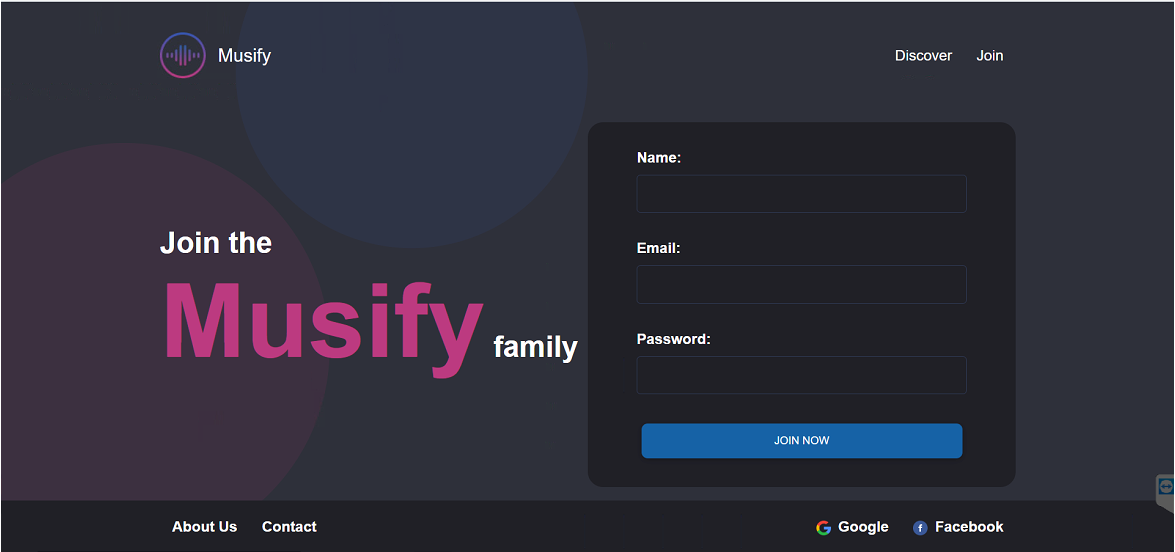 Musify
Discover Join
Join the
Musify family
Name:
Email:
Password:
JOIN NOW
About Us Contact
Google Facebook